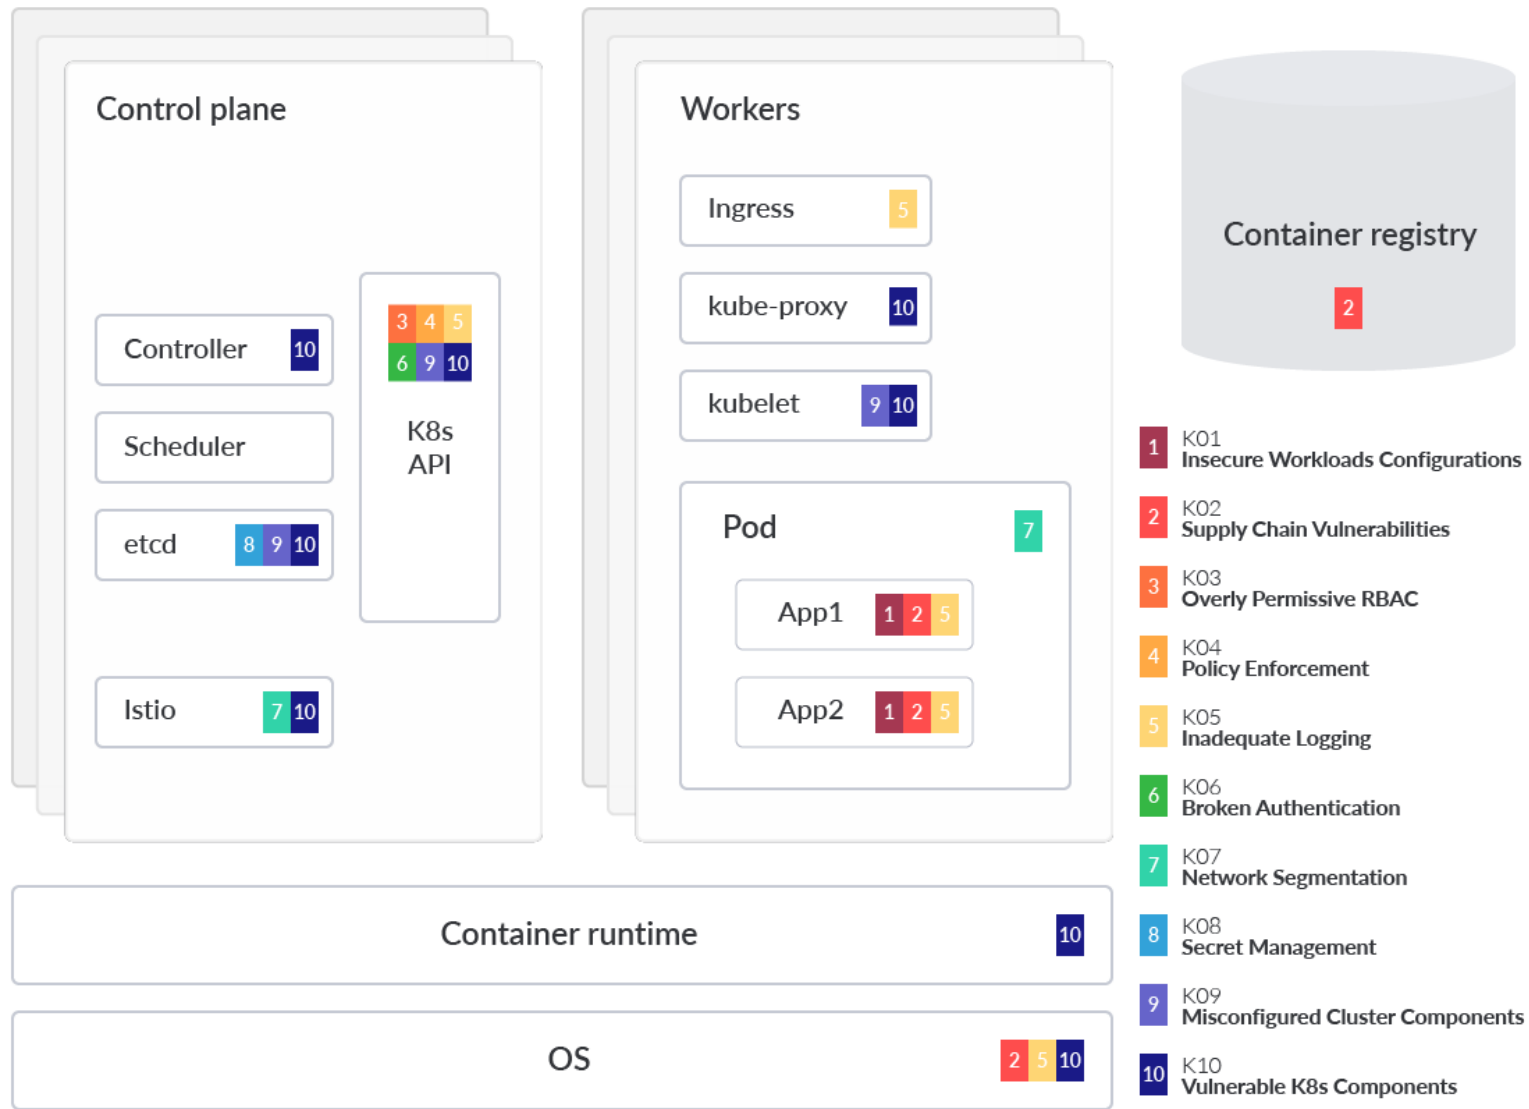 Control plane
Controller 10
Scheduler
etcd 8 9 10
Istio 7 10
3 4 5
6 9 10
K8s
API
Workers
Ingress 5
kube-proxy 10
kubelet 9 10
Pod 7
App1 1 2 5
App2 1 2 5
Container registry
2
Container runtime 10
OS 2 5 10
1 K01
Insecure Workloads Configurations
2 K02
Supply Chain Vulnerabilities
3 K03
Overly Permissive RBAC
4 K04
Policy Enforcement
5 K05
Inadequate Logging
6 K06
Broken Authentication
7 K07
Network Segmentation
8 K08
Secret Management
9 K09
Misconfigured Cluster Components
10 K10
Vulnerable K8s Components